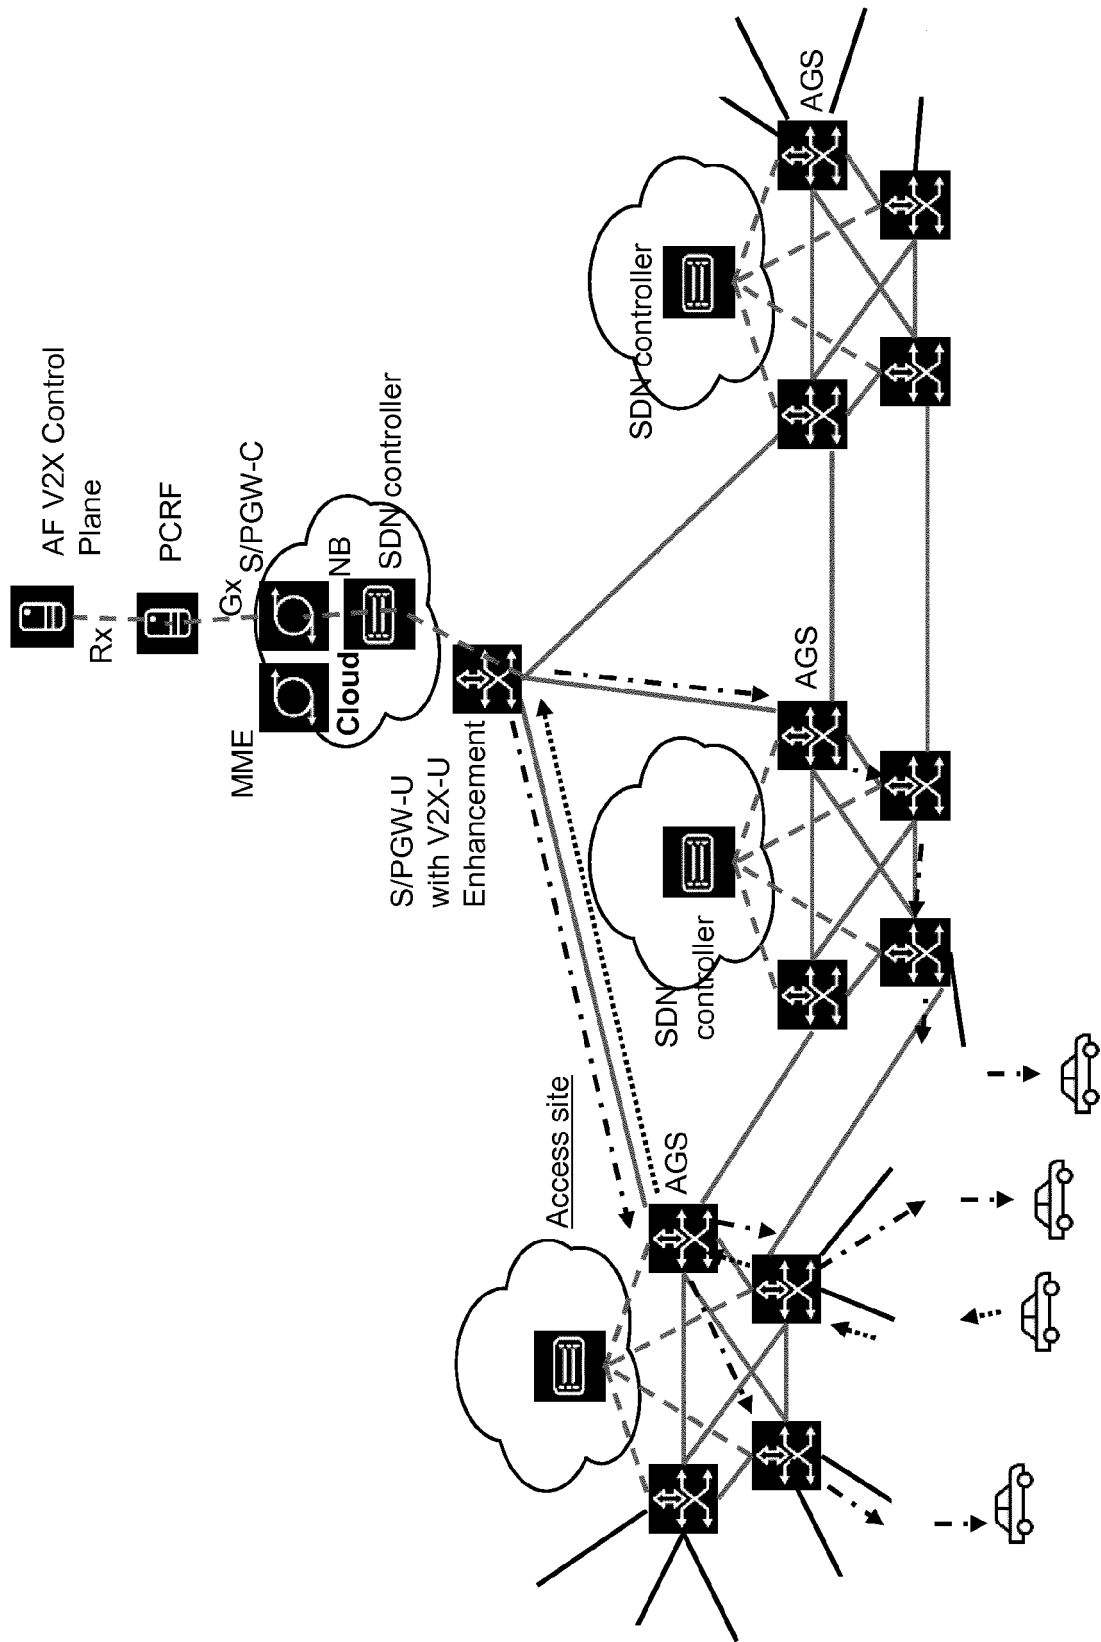 AF V2X Control
Plane
Rx
PCRF
Gx
S/PGW-C
MME
Cloud
NB
SDN controller
S/PGW-U
with V2X-U
Enhancement
Access site
AGS
SDN
controller
AGS
SDN controller
AGS